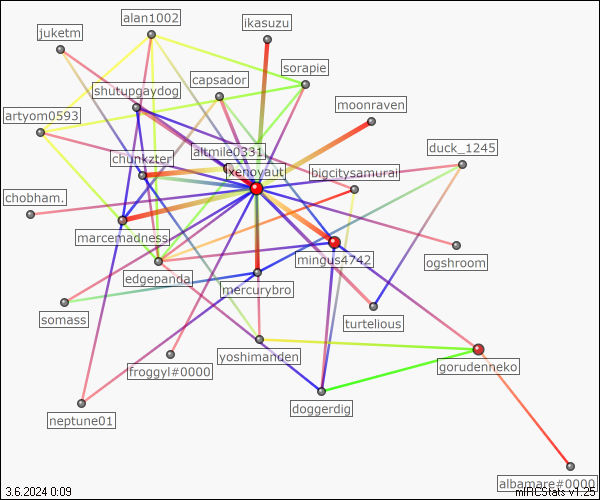 alan1002
juketm
ikasuzu
sorapie
capsador
shutupgaydog
moonraven
artyom0593
duck_1245
altmile0331
chunkzter
xenoyaut
bigcitysamurai
chobham.
marcemadness
ogshroom
mingus4742
edgepanda
mercurybro
somass
turtelious
yoshimanden
gorudenneko
froggyl#0000
doggerdig
neptune01
albamare#0000
3.6.2024 0:09
mIRCStats v1.25